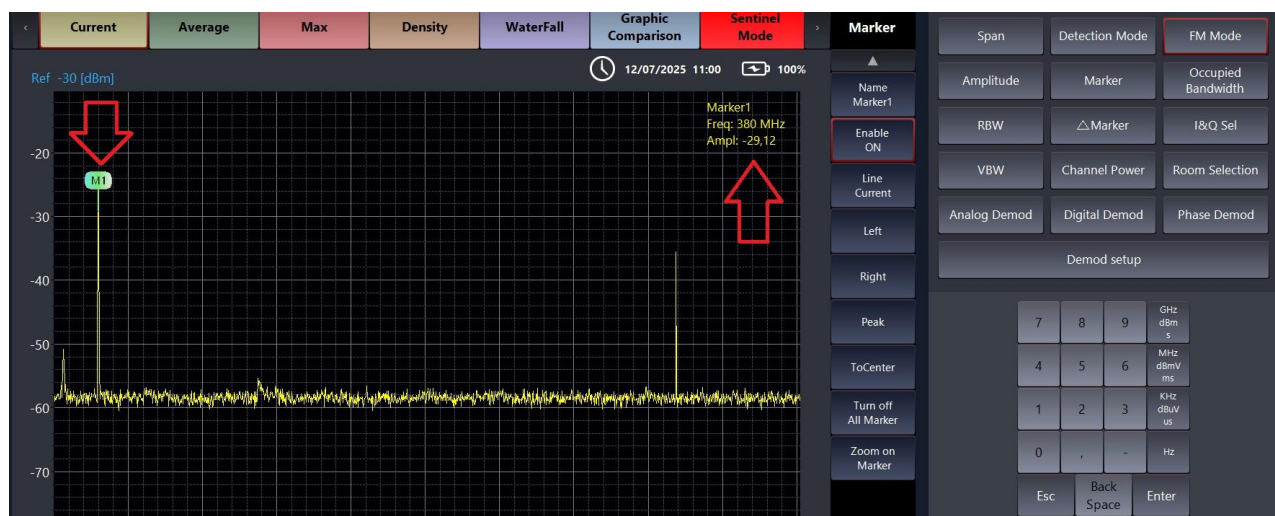 ‹ Current Average Max Density WaterFall Graphic Comparison Sentinel Mode ›
Ref -30 [dBm]
12/07/2025 11:00 100%
Marker1
Freq: 380 MHz
Ampl: -29,12
M1
-20
-30
-40
-50
-60
-70
Marker
▲
Name
Marker1
Enable
ON
Line
Current
Left
Right
Peak
ToCenter
Turn off
All Marker
Zoom on
Marker
Span Detection Mode FM Mode
Amplitude Marker Occupied Bandwidth
RBW △Marker I&Q Sel
VBW Channel Power Room Selection
Analog Demod Digital Demod Phase Demod
Demod setup
7 8 9 GHz dBm s
4 5 6 MHz dBmV ms
1 2 3 KHz dBuV us
0 , - Hz
Esc Back Space Enter